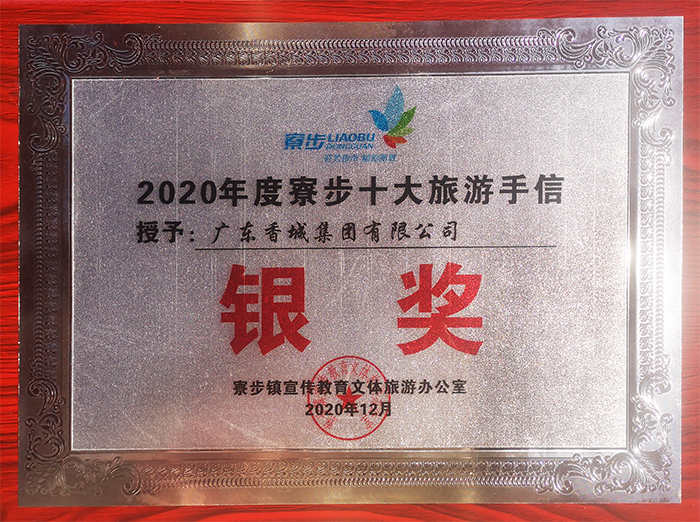 寮步 LIAOBU
DONGGUAN
2020年度寮步十大旅游手信
授予：广东香城集团有限公司
银奖
寮步镇宣传教育文体旅游办公室
2020年12月